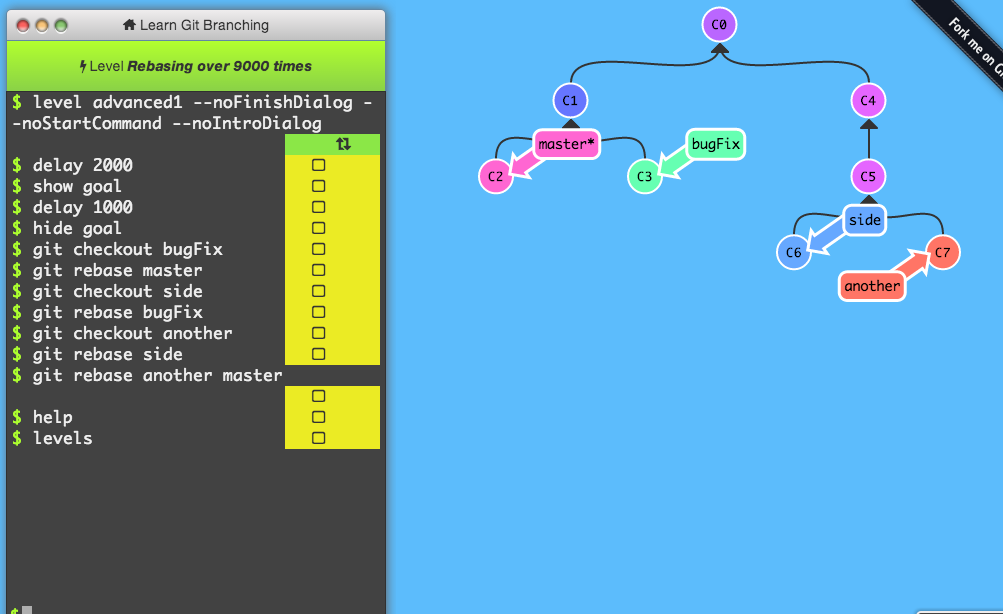 Learn Git Branching
Level Rebasing over 9000 times
$ level advanced1 --noFinishDialog -
-noStartCommand --noIntroDialog
$ delay 2000
$ show goal
$ delay 1000
$ hide goal
$ git checkout bugFix
$ git rebase master
$ git checkout side
$ git rebase bugFix
$ git checkout another
$ git rebase side
$ git rebase another master
$ help
$ levels
$
C0
C1
C4
master*
bugFix
C2
C3
C5
side
C6
C7
another
Fork me on